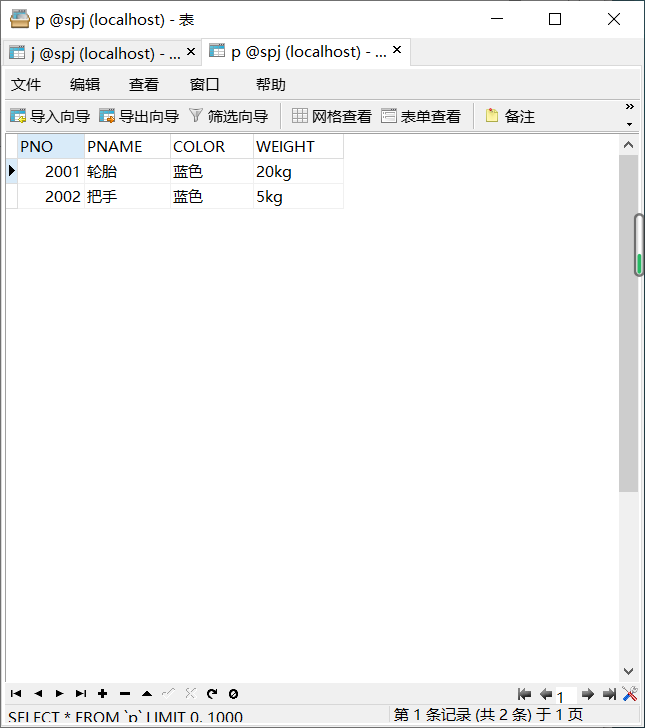 p @spj (localhost) - 表
j @spj (localhost) - ... p @spj (localhost) - ...
文件 编辑 查看 窗口 帮助
导入向导 导出向导 筛选向导 网格查看 表单查看 备注
PNO PNAME COLOR WEIGHT
2001 轮胎 蓝色 20kg
2002 把手 蓝色 5kg
1
SELECT * FROM `p` LIMIT 0, 1000 第 1 条记录 (共 2 条) 于 1 页